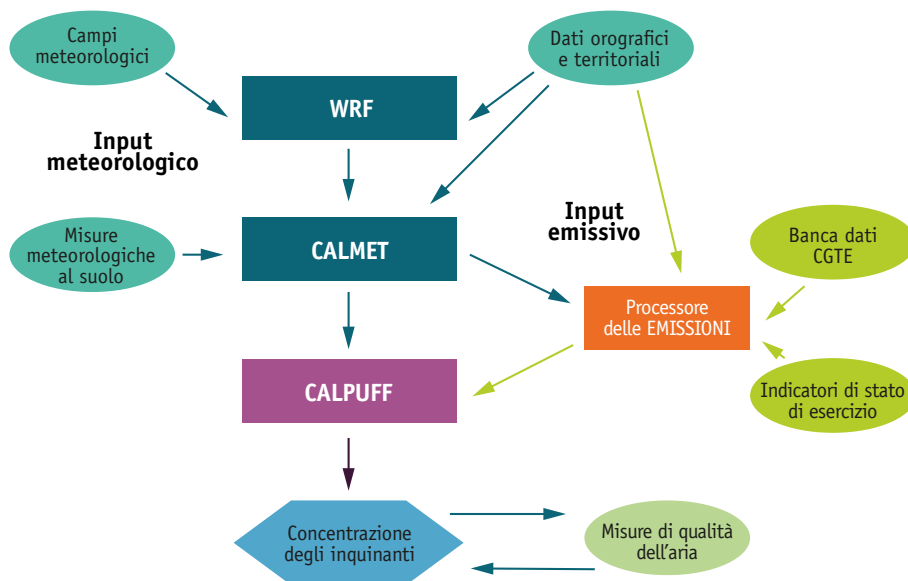 Campi
meteorologici
Dati orografici
e territoriali
WRF
Input
meteorologico
Misure
meteorologiche
al suolo
CALMET
Input
emissivo
Banca dati
CGTE
Processore
delle EMISSIONI
CALPUFF
Indicatori di stato
di esercizio
Concentrazione
degli inquinanti
Misure di qualità
dell'aria